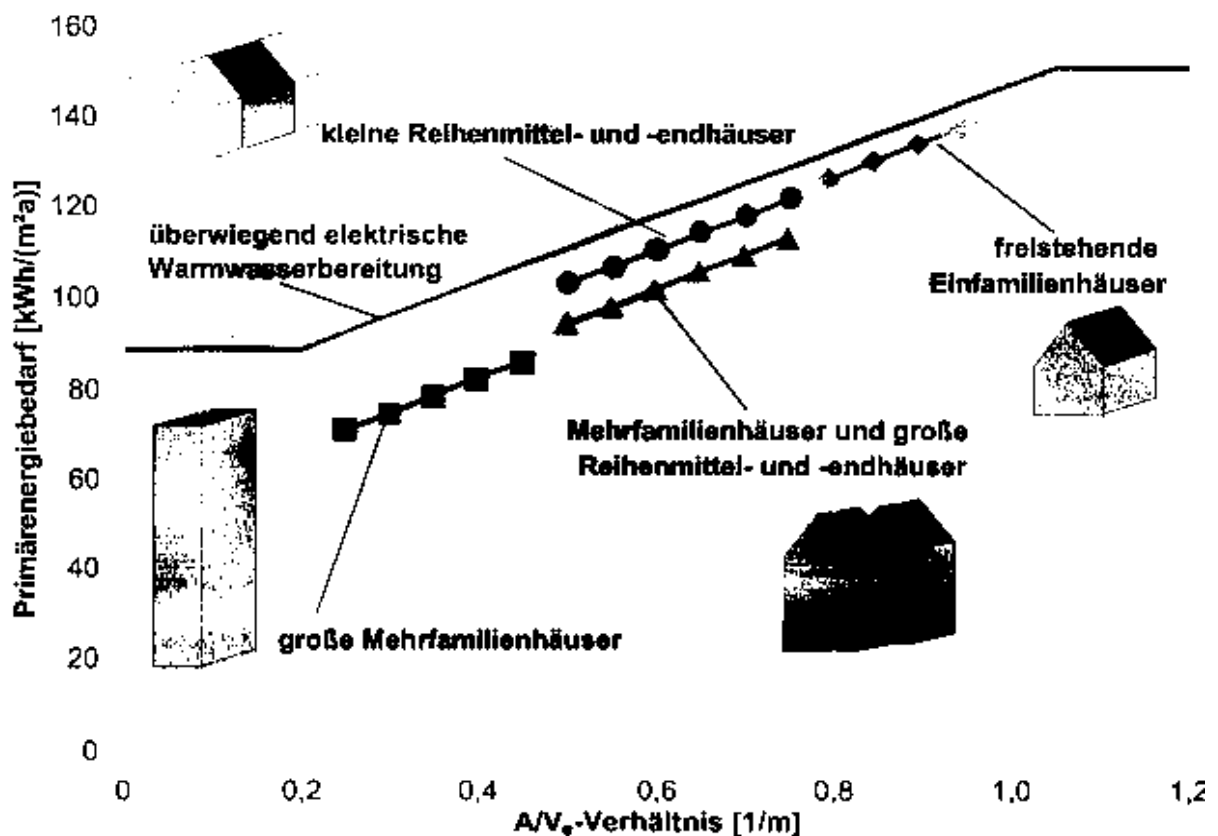 160
140
120
100
80
60
40
20
0
Primärenergiebedarf [kWh/(m²a)]
kleine Reihenmittel- und -endhäuser
überwiegend elektrische
Warmwasserbereitung
freistehende
Einfamilienhäuser
Mehrfamilienhäuser und große
Reihenmittel- und -endhäuser
große Mehrfamilienhäuser
0
0,2
0,4
0,6
0,8
1,0
1,2
A/Vₑ-Verhältnis [1/m]